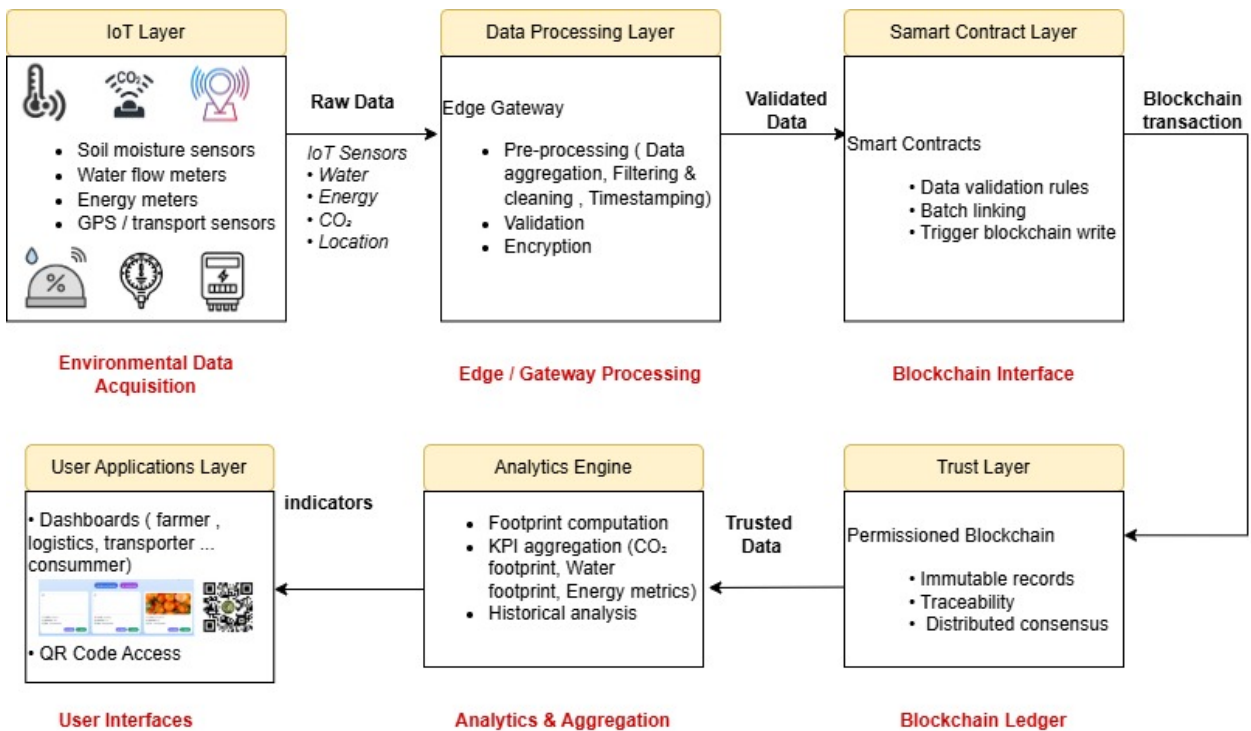 IoT Layer
CO₂
%
• Soil moisture sensors
• Water flow meters
• Energy meters
• GPS / transport sensors
Environmental Data
Acquisition
Raw Data
IoT Sensors
• Water
• Energy
• CO₂
• Location
Data Processing Layer
Edge Gateway
• Pre-processing ( Data
aggregation, Filtering &
cleaning , Timestamping)
• Validation
• Encryption
Edge / Gateway Processing
Validated
Data
Samart Contract Layer
Smart Contracts
• Data validation rules
• Batch linking
• Trigger blockchain write
Blockchain Interface
Blockchain
transaction
Trust Layer
Permissioned Blockchain
• Immutable records
• Traceability
• Distributed consensus
Blockchain Ledger
Trusted
Data
Analytics Engine
• Footprint computation
• KPI aggregation (CO₂
footprint, Water
footprint, Energy metrics)
• Historical analysis
Analytics & Aggregation
indicators
User Applications Layer
• Dashboards ( farmer ,
logistics, transporter ...
consummer)
• QR Code Access
User Interfaces